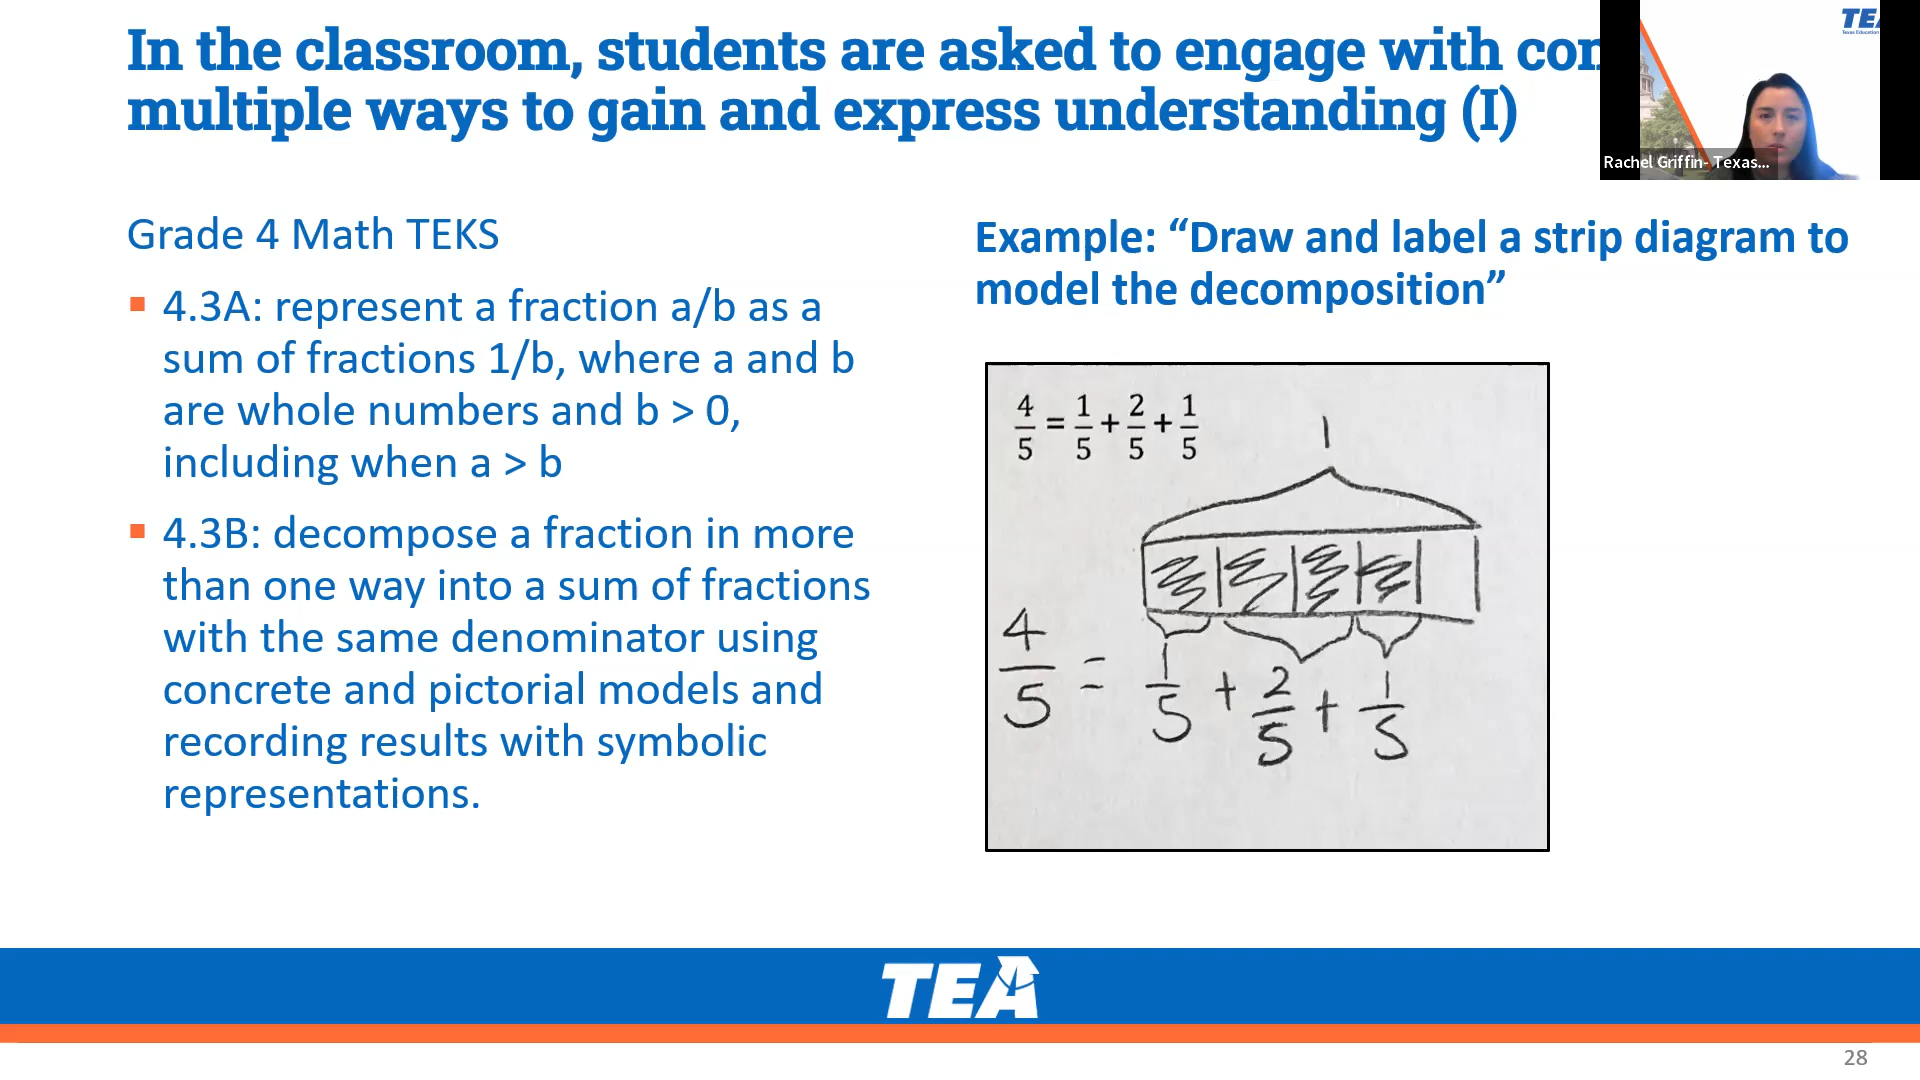 In the classroom, students are asked to engage with con
multiple ways to gain and express understanding (I)
TEA
Texas Education
Rachel Griffin- Texas...
Grade 4 Math TEKS
4.3A: represent a fraction a/b as a
sum of fractions 1/b, where a and b
are whole numbers and b > 0,
including when a > b
4.3B: decompose a fraction in more
than one way into a sum of fractions
with the same denominator using
concrete and pictorial models and
recording results with symbolic
representations.
Example: “Draw and label a strip diagram to
model the decomposition”
4/5 = 1/5 + 2/5 + 1/5
1
4/5 = 1/5 + 2/5 + 1/5
TEA
28